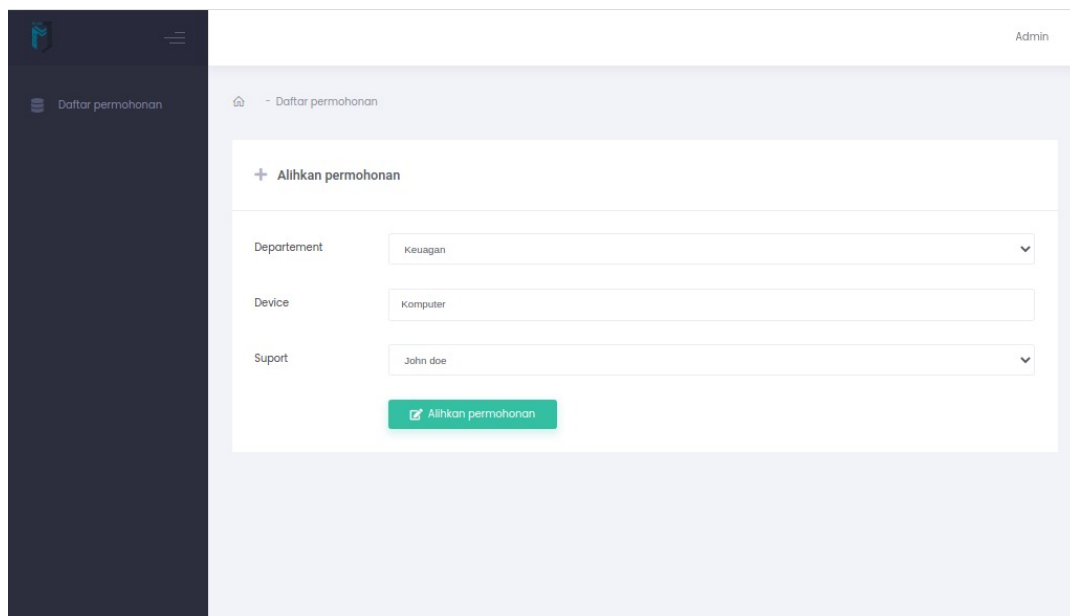 Admin
Daftar permohonan
- Daftar permohonan
Alihkan permohonan
Departement
Keuagan
Device
Komputer
Suport
John doe
Alihkan permohonan